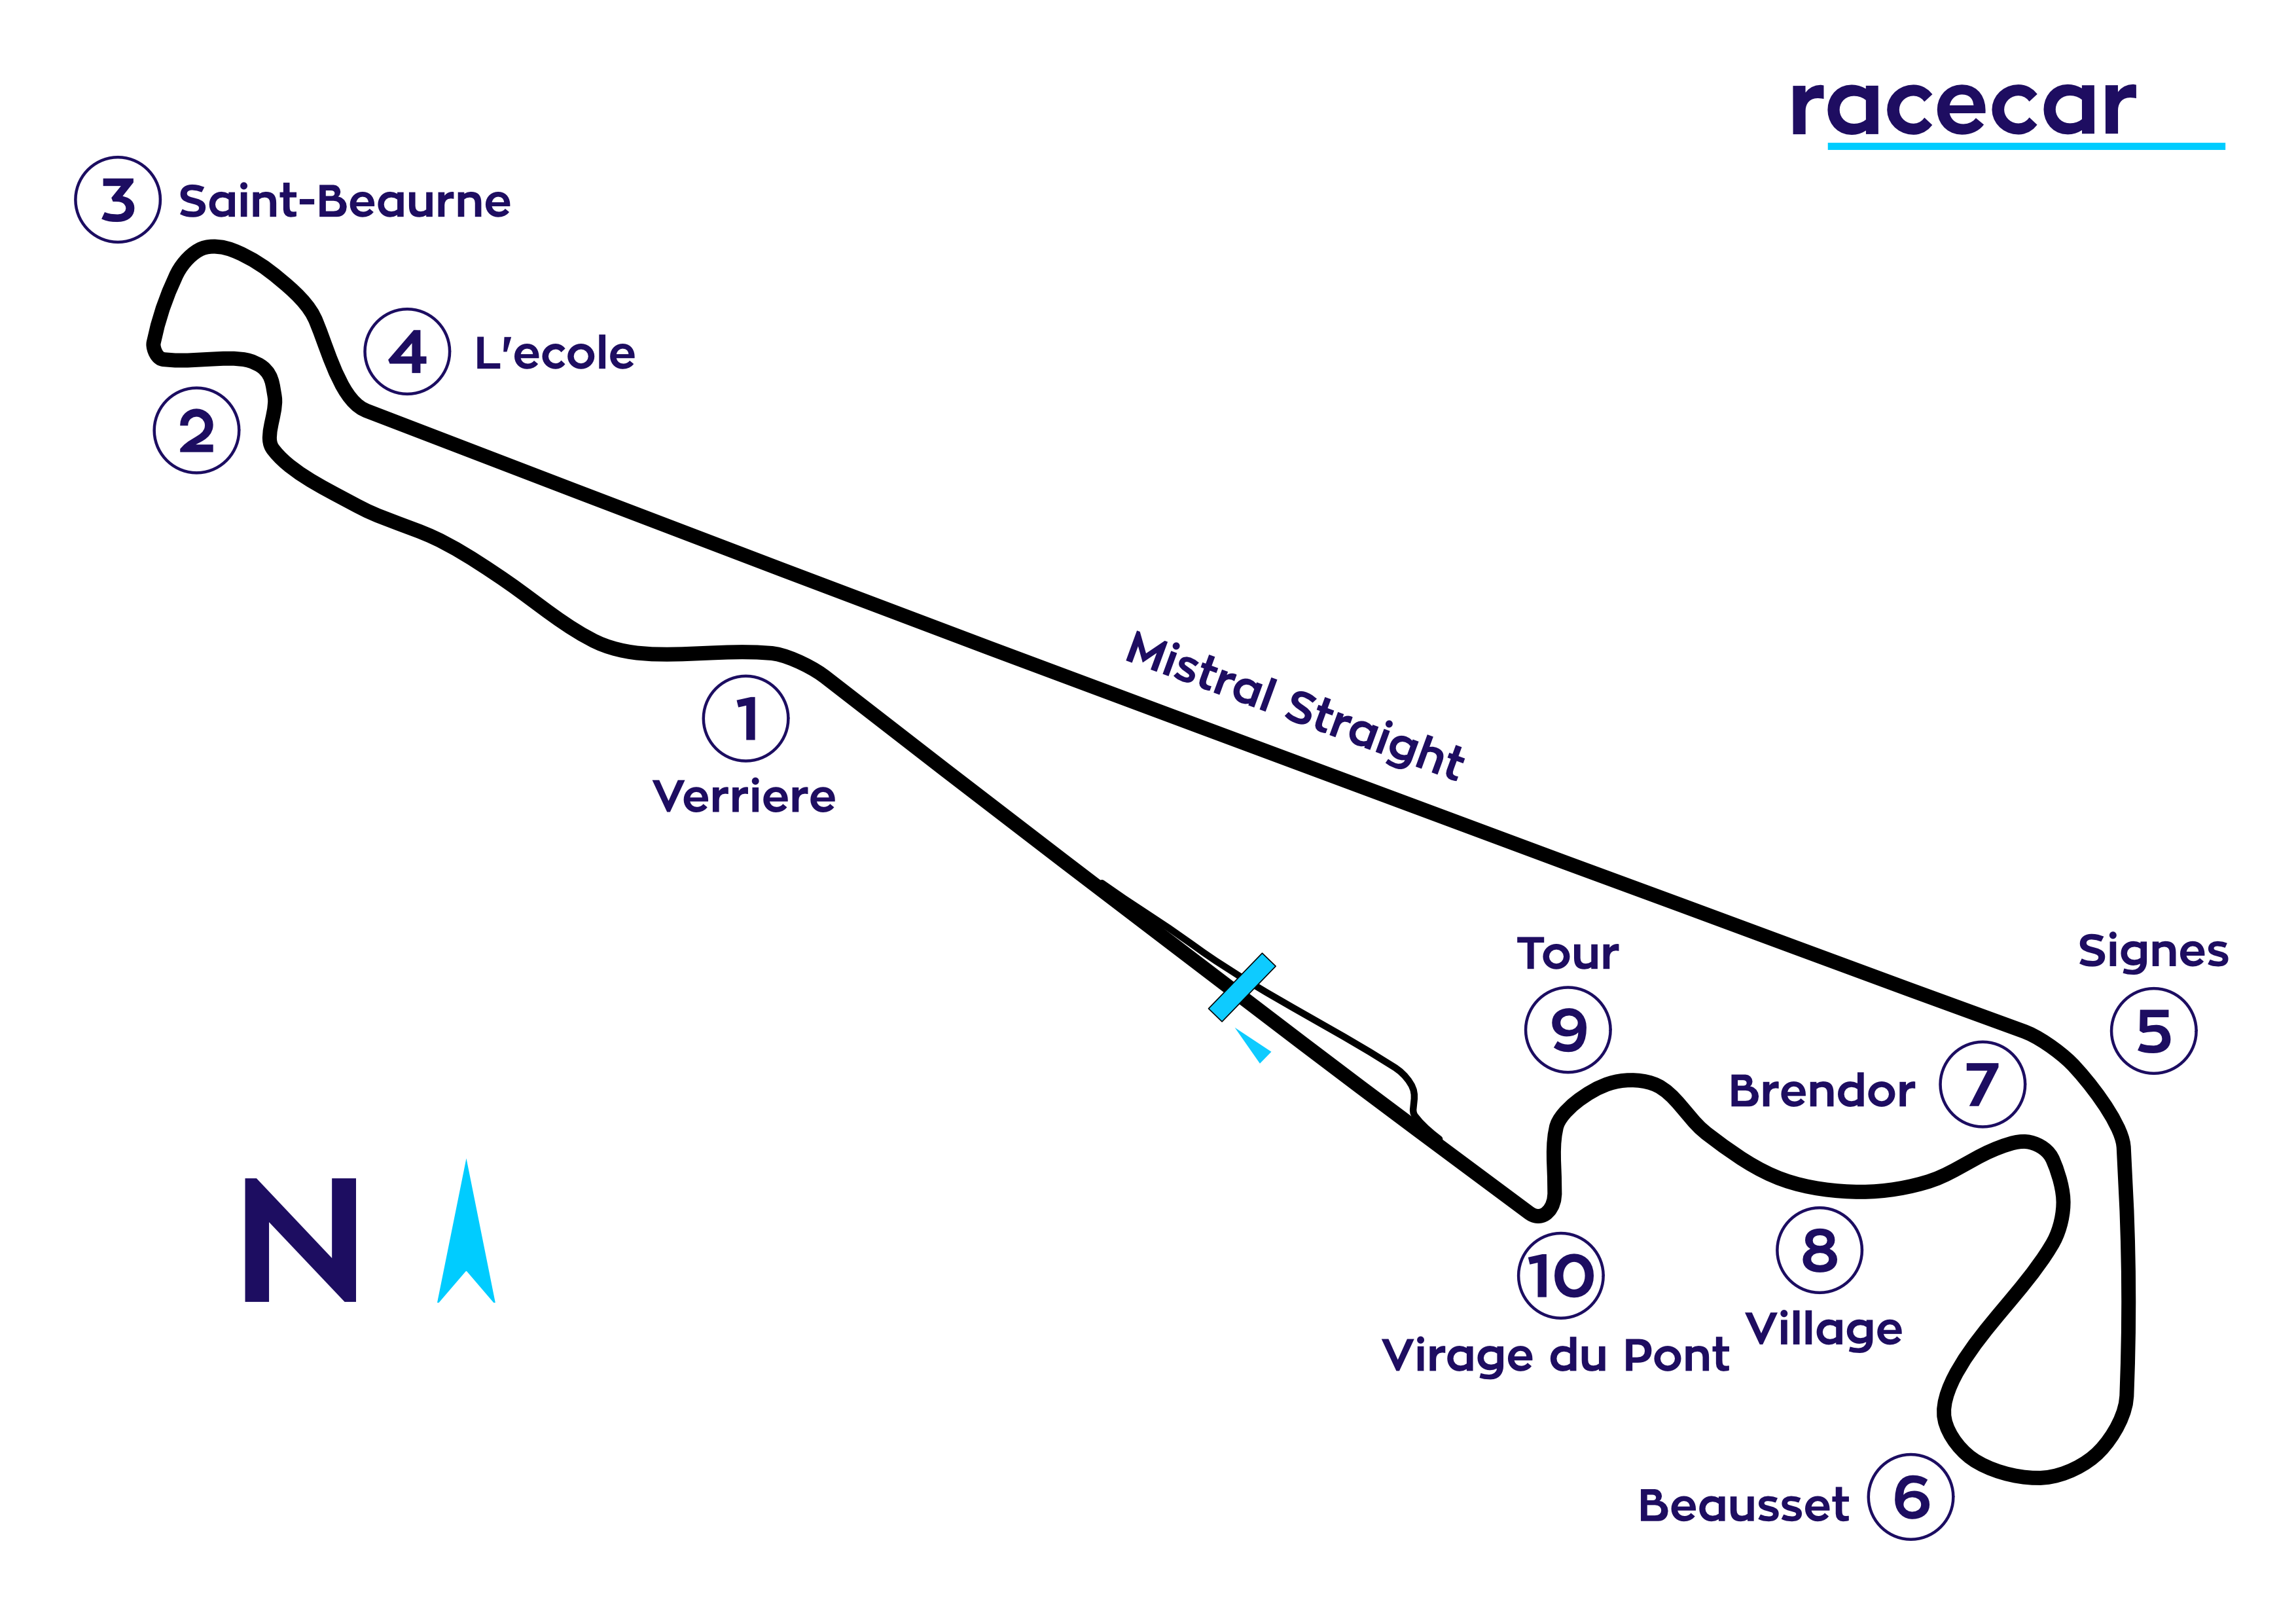 racecar
3 Saint-Beaurne
4 L'ecole
2
Mistral Straight
1
Verriere
Tour
9
Signes
5
Brendor 7
8
Village
10
Virage du Pont
Beausset 6
N